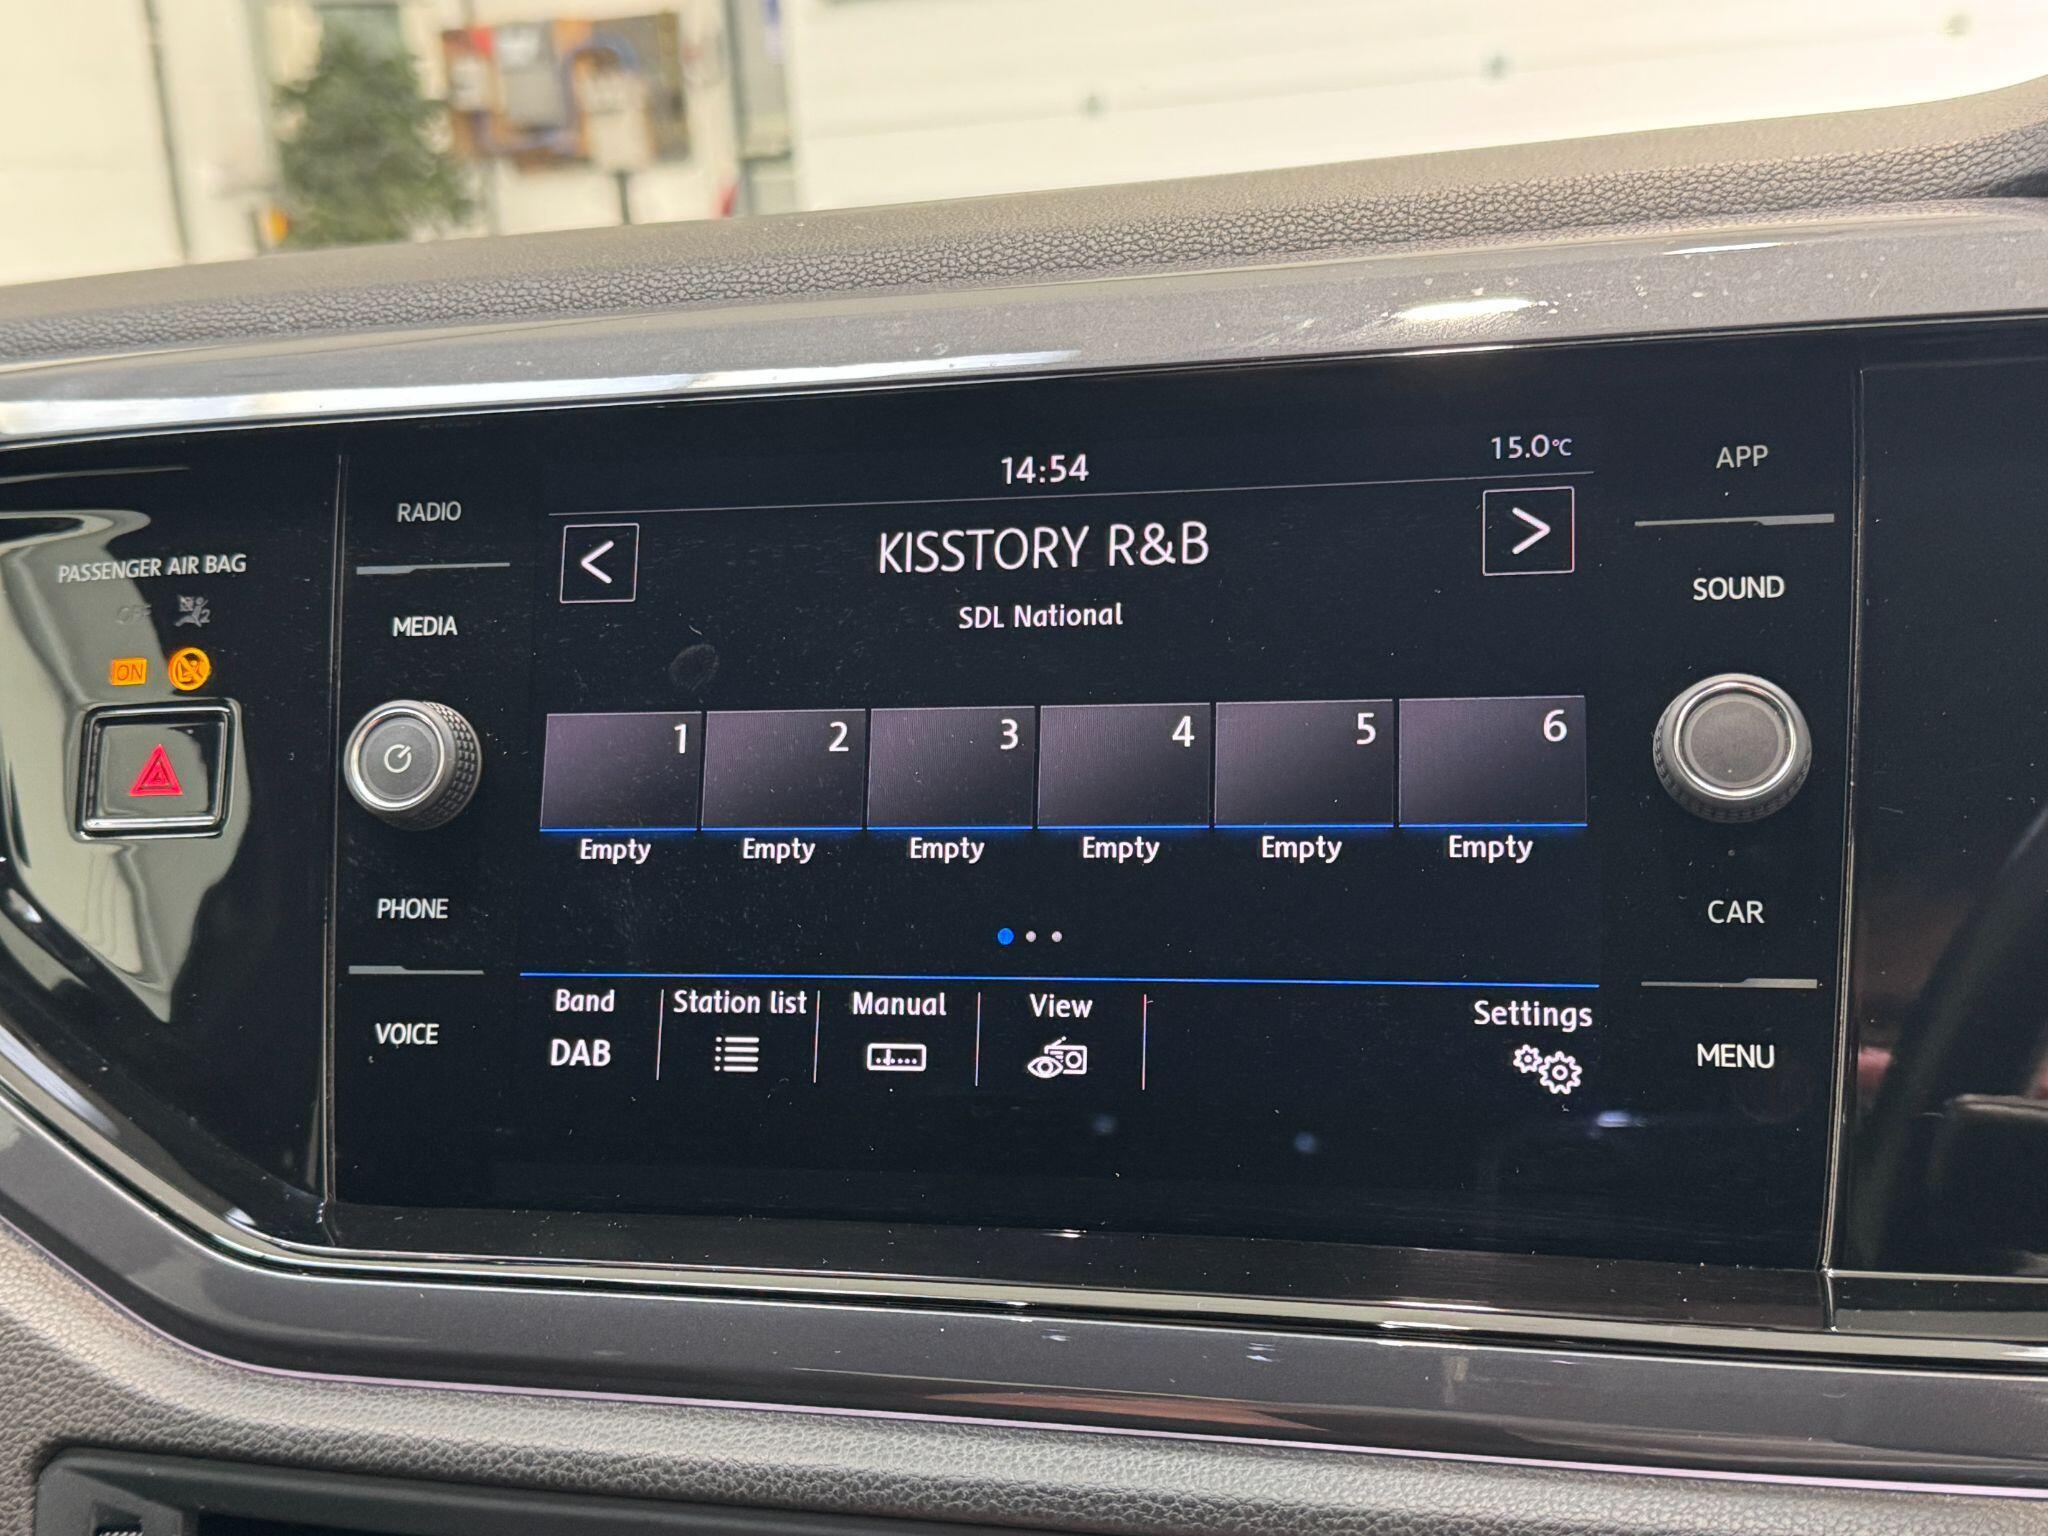 14:54
15.0°C
APP
RADIO
KISSTORY R&B
PASSENGER AIR BAG
SOUND
SDL National
MEDIA
OFF
ON
1 2 3 4 5 6
Empty Empty Empty Empty Empty Empty
PHONE
CAR
Band Station list Manual View Settings
DAB
VOICE
MENU